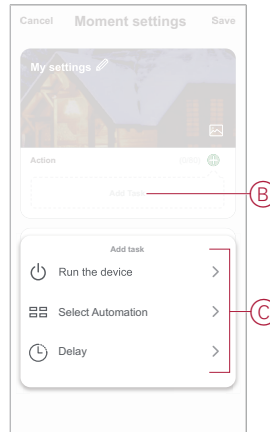 Cancel Moment settings Save
My settings
Action
Add Task
B
Add task
Run the device
Select Automation
C
Delay